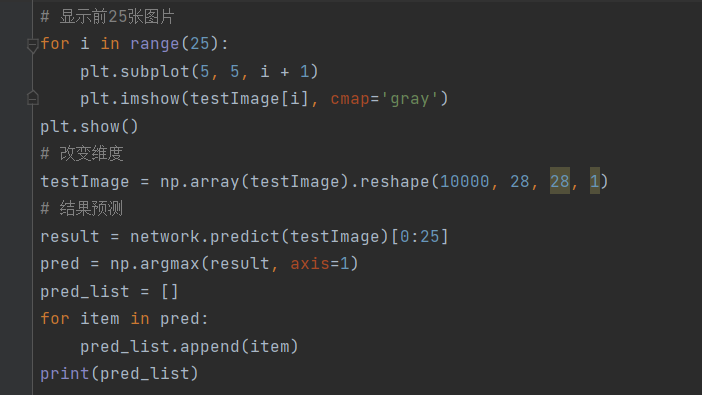 # 显示前25张图片
for i in range(25):
    plt.subplot(5, 5, i + 1)
    plt.imshow(testImage[i], cmap='gray')
plt.show()
# 改变维度
testImage = np.array(testImage).reshape(10000, 28, 28, 1)
# 结果预测
result = network.predict(testImage)[0:25]
pred = np.argmax(result, axis=1)
pred_list = []
for item in pred:
    pred_list.append(item)
print(pred_list)